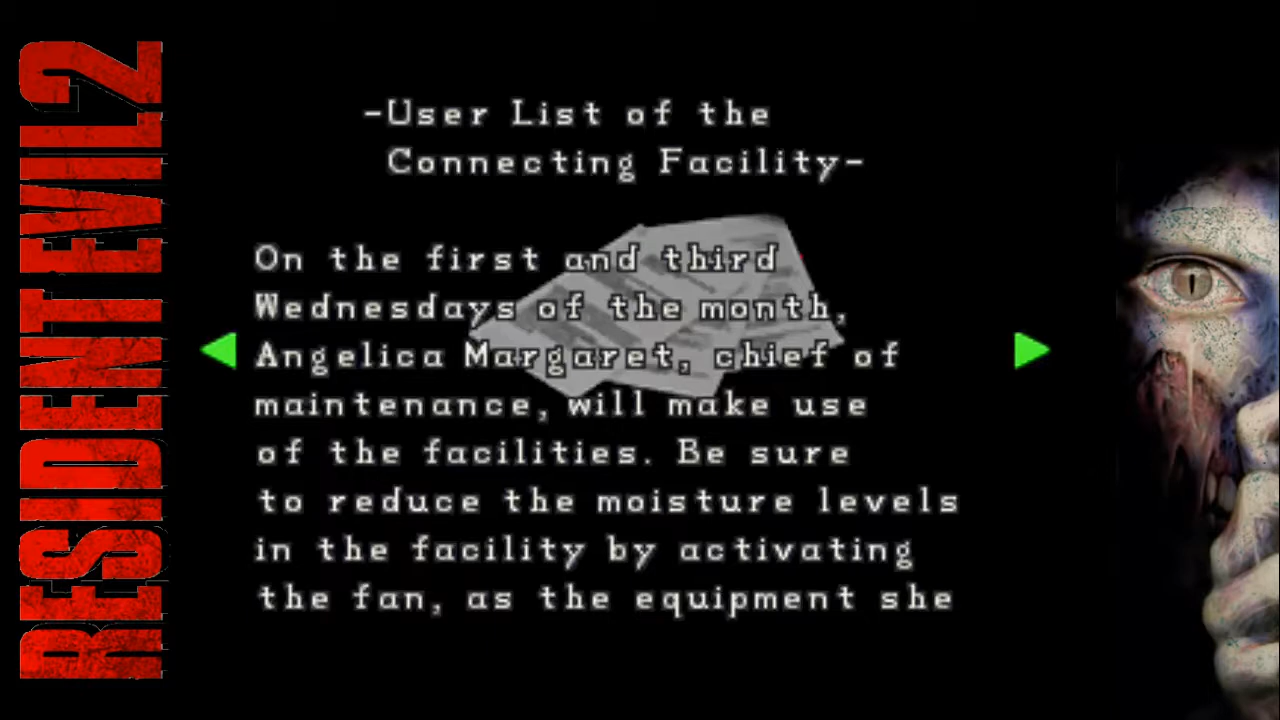 RESIDENT EVIL 2
-User List of the
Connecting Facility-
On the first and third
Wednesdays of the month,
Angelica Margaret, chief of
maintenance, will make use
of the facilities. Be sure
to reduce the moisture levels
in the facility by activating
the fan, as the equipment she